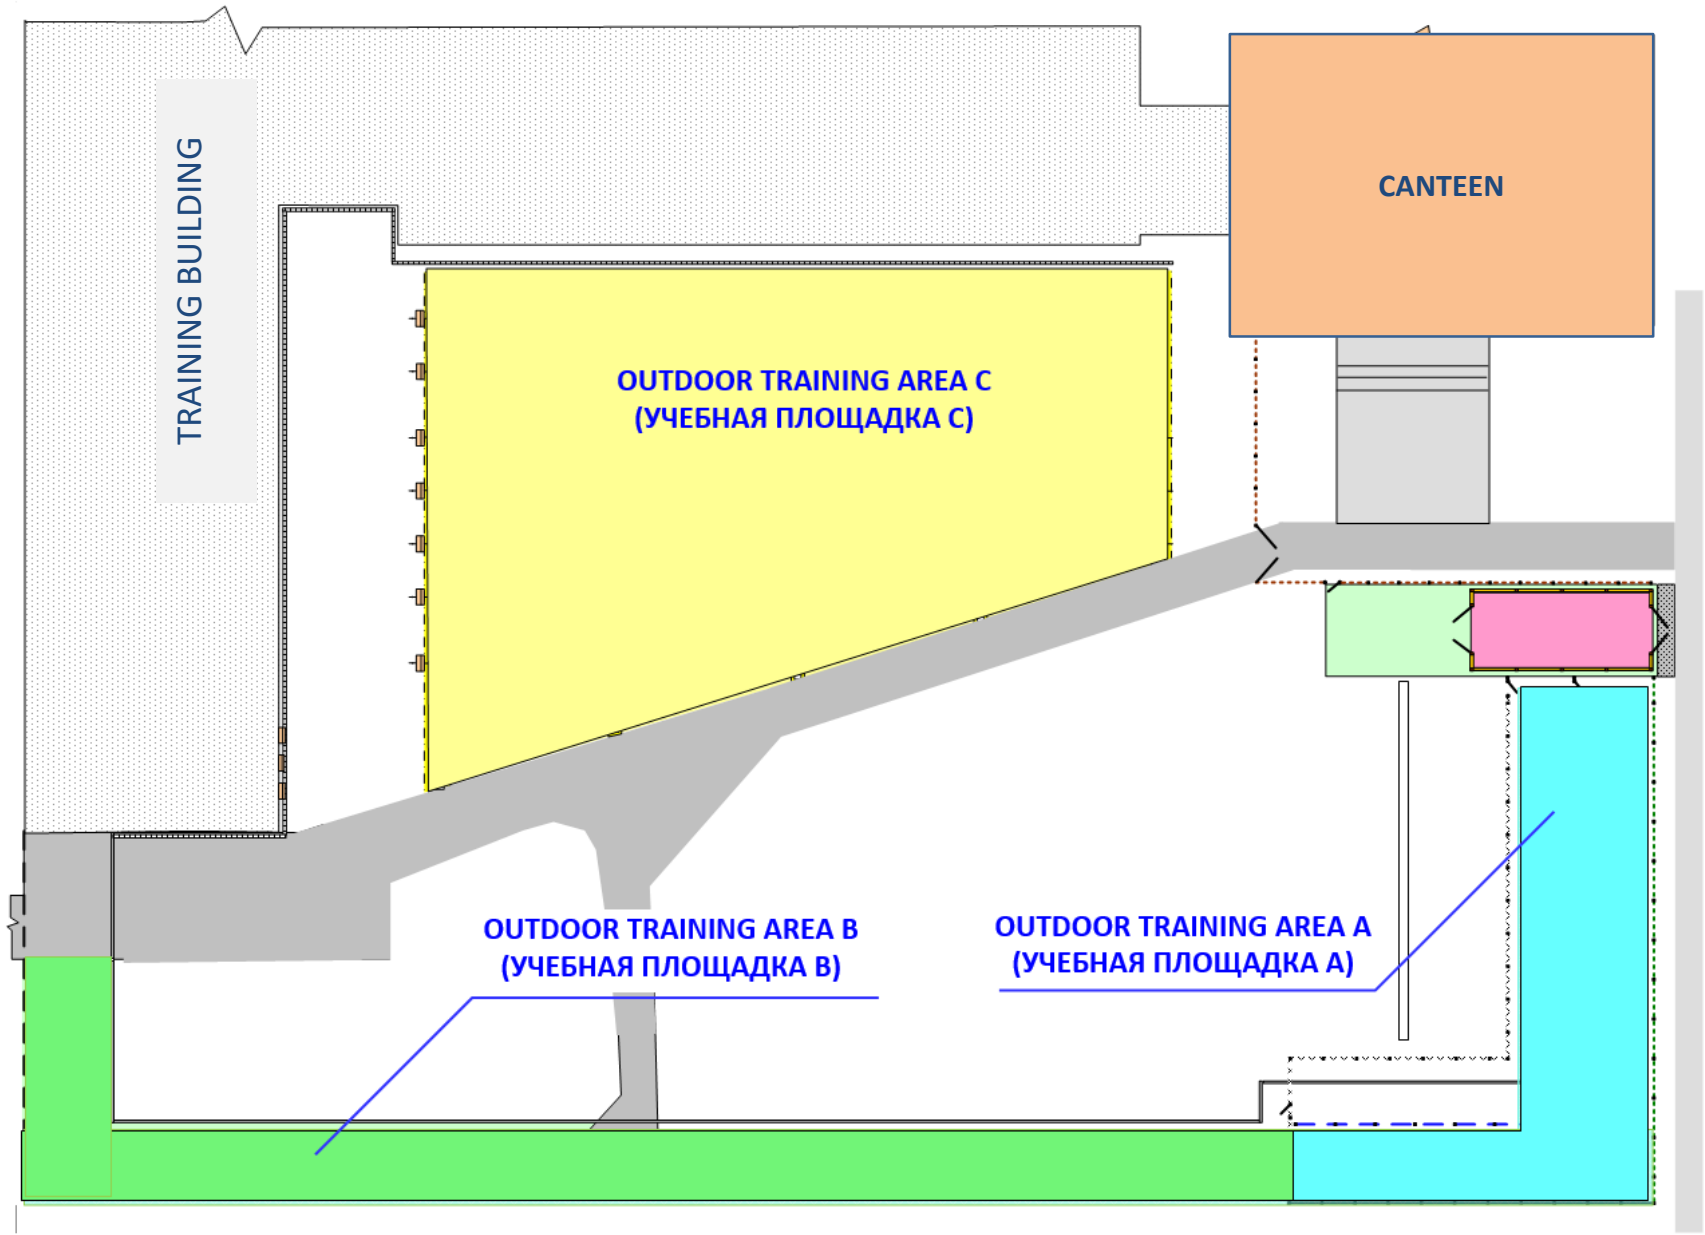 TRAINING BUILDING
CANTEEN
OUTDOOR TRAINING AREA C
(УЧЕБНАЯ ПЛОЩАДКА С)
OUTDOOR TRAINING AREA B
(УЧЕБНАЯ ПЛОЩАДКА В)
OUTDOOR TRAINING AREA A
(УЧЕБНАЯ ПЛОЩАДКА А)